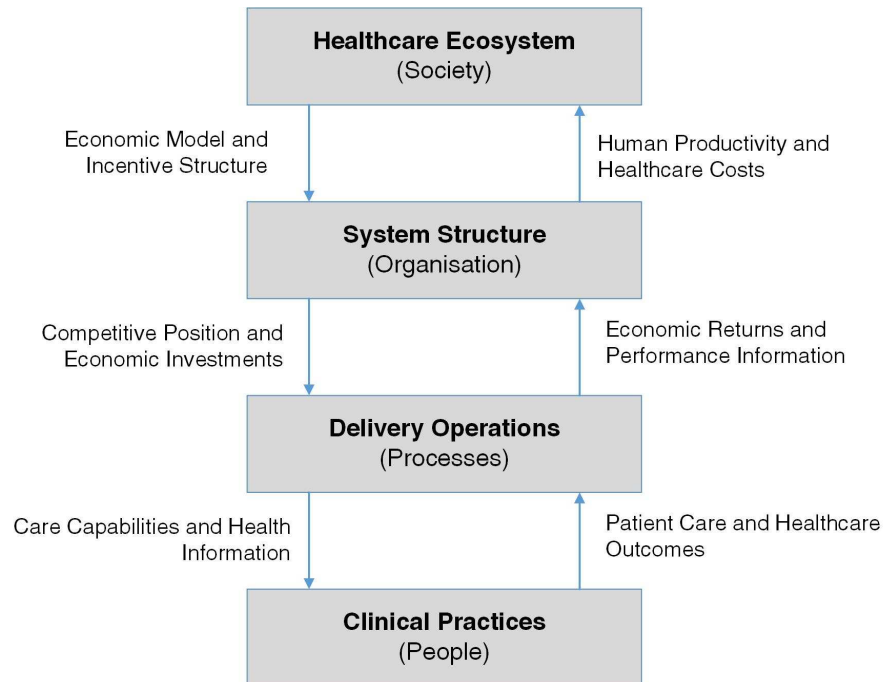 Healthcare Ecosystem
(Society)
Economic Model and
Incentive Structure
Human Productivity and
Healthcare Costs
System Structure
(Organisation)
Competitive Position and
Economic Investments
Economic Returns and
Performance Information
Delivery Operations
(Processes)
Care Capabilities and Health
Information
Patient Care and Healthcare
Outcomes
Clinical Practices
(People)